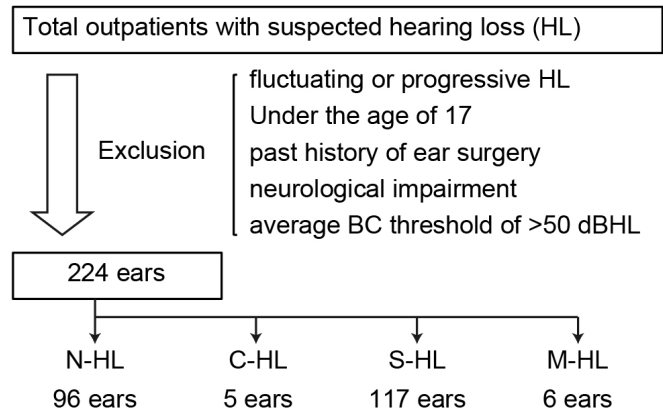 Total outpatients with suspected hearing loss (HL)
Exclusion
fluctuating or progressive HL
Under the age of 17
past history of ear surgery
neurological impairment
average BC threshold of >50 dBHL
224 ears
N-HL C-HL S-HL M-HL
96 ears 5 ears 117 ears 6 ears